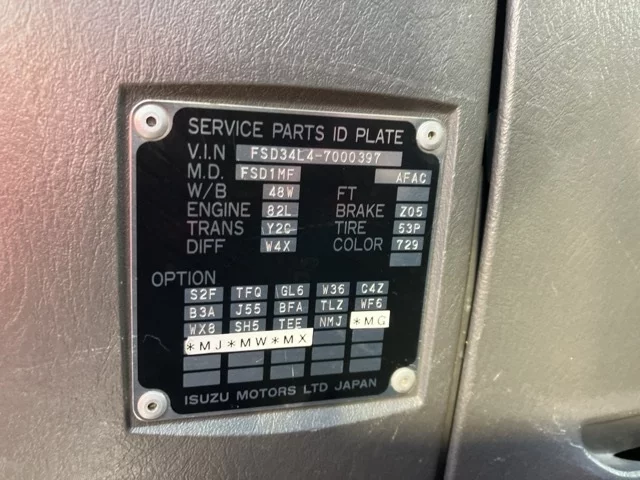 SERVICE PARTS ID PLATE
V.I.N FSD34L4-7000397
M.D. FSD1MF AFAC
W/B 48W FT
ENGINE 82L BRAKE Z05
TRANS Y2C TIRE 53P
DIFF W4X COLOR 729
OPTION
S2F TFQ GL6 W36 C4Z
B3A J55 BFA TLZ WF6
WX8 SH5 TEE NMJ *MG
*MJ *MW *MX
ISUZU MOTORS LTD JAPAN